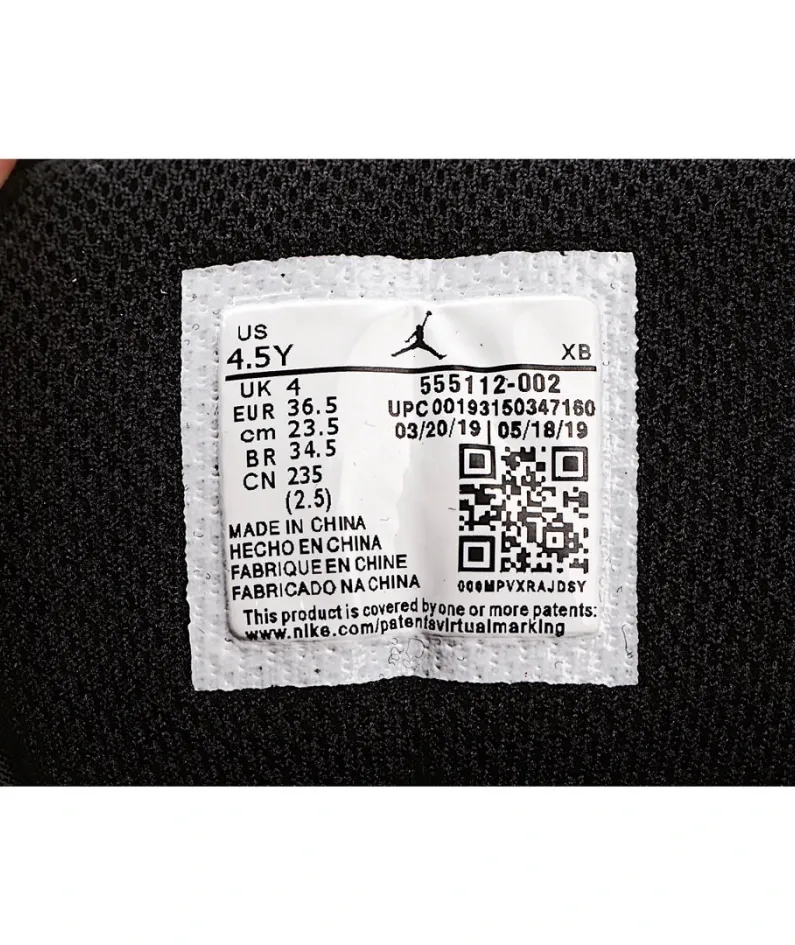 US
4.5Y
XB
UK 4
EUR 36.5
cm 23.5
BR 34.5
CN 235
(2.5)
555112-002
UPC 00193150347160
03/20/19 | 05/18/19
MADE IN CHINA
HECHO EN CHINA
FABRIQUE EN CHINE
FABRICADO NA CHINA
000MPVXRAJDSY
This product is covered by one or more patents:
www.nike.com/patentsvirtualmarking